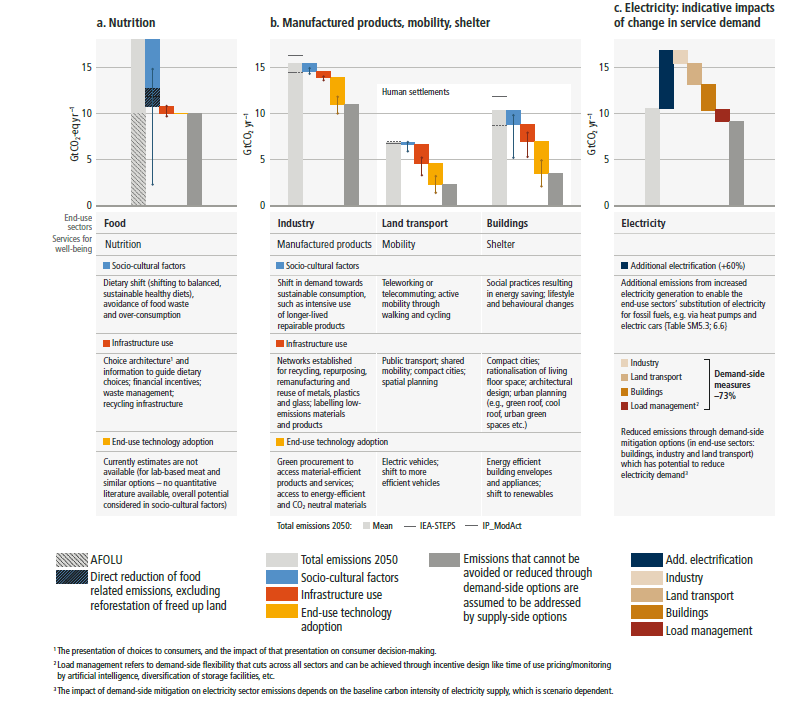 a. Nutrition
b. Manufactured products, mobility, shelter
c. Electricity: indicative impacts
of change in service demand
GtCO₂-eq yr⁻¹
15
10
5
0
GtCO₂ yr⁻¹
15
10
5
0
Human settlements
GtCO₂ yr⁻¹
15
10
5
0
End-use
sectors
Food
Industry
Land transport
Buildings
Electricity
Services for
well-being
Nutrition
Manufactured products
Mobility
Shelter
Socio-cultural factors
Dietary shift (shifting to balanced,
sustainable healthy diets),
avoidance of food waste
and over-consumption
Infrastructure use
Choice architecture¹ and
information to guide dietary
choices; financial incentives;
waste management;
recycling infrastructure
End-use technology adoption
Currently estimates are not
available (for lab-based meat and
similar options – no quantitative
literature available, overall potential
considered in socio-cultural factors)
Socio-cultural factors
Shift in demand towards
sustainable consumption,
such as intensive use
of longer-lived
repairable products
Teleworking or
telecommuting; active
mobility through
walking and cycling
Social practices resulting
in energy saving; lifestyle
and behavioural changes
Infrastructure use
Networks established
for recycling, repurposing,
remanufacturing and
reuse of metals, plastics
and glass; labelling low-
emissions materials
and products
Public transport; shared
mobility; compact cities;
spatial planning
Compact cities;
rationalisation of living
floor space; architectural
design; urban planning
(e.g., green roof, cool
roof, urban green
spaces etc.)
End-use technology adoption
Green procurement to
access material-efficient
products and services;
access to energy-efficient
and CO₂ neutral materials
Electric vehicles;
shift to more
efficient vehicles
Energy efficient
building envelopes
and appliances;
shift to renewables
Additional electrification (+60%)
Additional emissions from increased
electricity generation to enable the
end-use sectors' substitution of electricity
for fossil fuels, e.g. via heat pumps and
electric cars {Table SM5.3; 6.6}
Industry
Land transport
Buildings
Load management²
Demand-side
measures
–73%
Reduced emissions through demand-side
mitigation options (in end-use sectors:
buildings, industry and land transport)
which has potential to reduce
electricity demand³
Total emissions 2050: Mean IEA-STEPS IP_ModAct
AFOLU
Direct reduction of food
related emissions, excluding
reforestation of freed up land
Total emissions 2050
Socio-cultural factors
Infrastructure use
End-use technology
adoption
Emissions that cannot be
avoided or reduced through
demand-side options are
assumed to be addressed
by supply-side options
Add. electrification
Industry
Land transport
Buildings
Load management
¹ The presentation of choices to consumers, and the impact of that presentation on consumer decision-making.
² Load management refers to demand-side flexibility that cuts across all sectors and can be achieved through incentive design like time of use pricing/monitoring
by artificial intelligence, diversification of storage facilities, etc.
³ The impact of demand-side mitigation on electricity sector emissions depends on the baseline carbon intensity of electricity supply, which is scenario dependent.